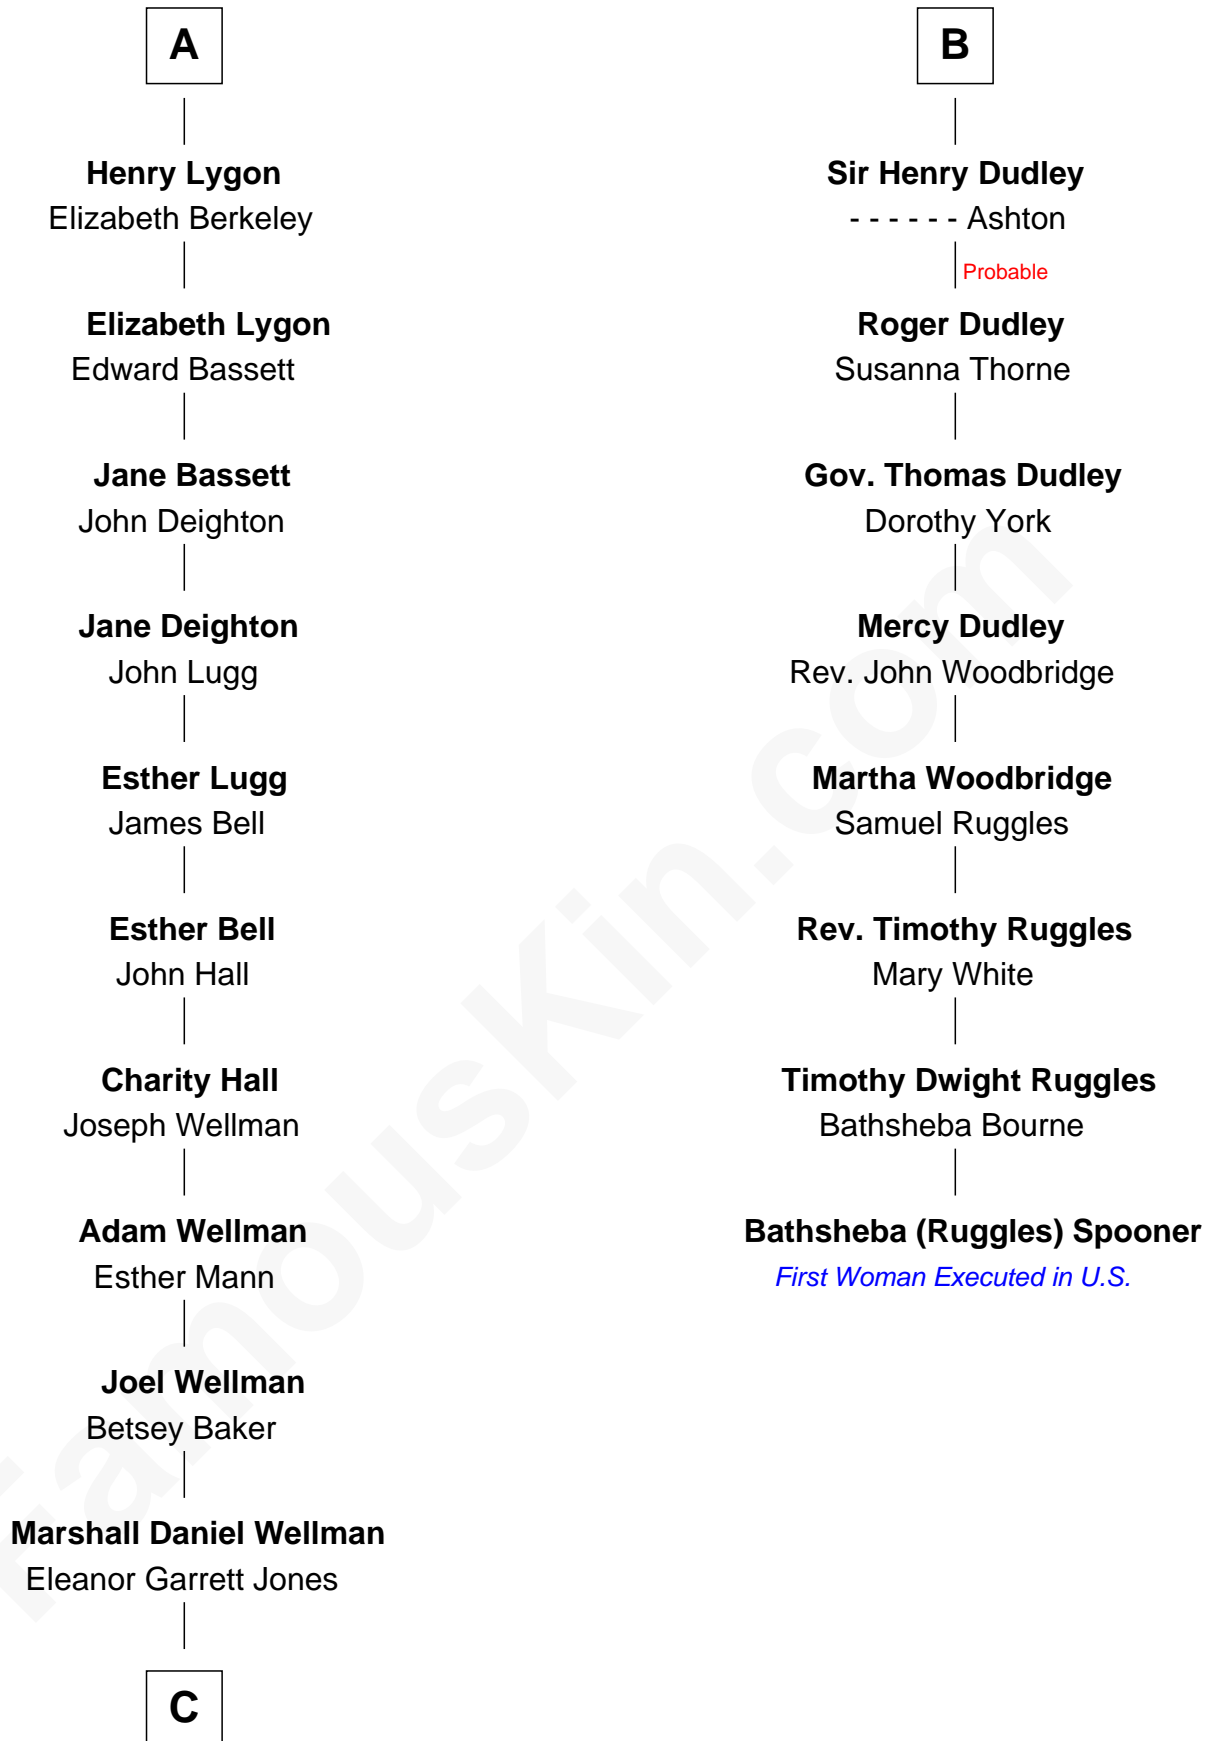 A
Henry Lygon
Elizabeth Berkeley
Elizabeth Lygon
Edward Bassett
Jane Bassett
John Deighton
Jane Deighton
John Lugg
Esther Lugg
James Bell
Esther Bell
John Hall
Charity Hall
Joseph Wellman
Adam Wellman
Esther Mann
Joel Wellman
Betsey Baker
Marshall Daniel Wellman
Eleanor Garrett Jones
C
B
Sir Henry Dudley
- - - - - - Ashton
Probable
Roger Dudley
Susanna Thorne
Gov. Thomas Dudley
Dorothy York
Mercy Dudley
Rev. John Woodbridge
Martha Woodbridge
Samuel Ruggles
Rev. Timothy Ruggles
Mary White
Timothy Dwight Ruggles
Bathsheba Bourne
Bathsheba (Ruggles) Spooner
First Woman Executed in U.S.
FamousKin.com